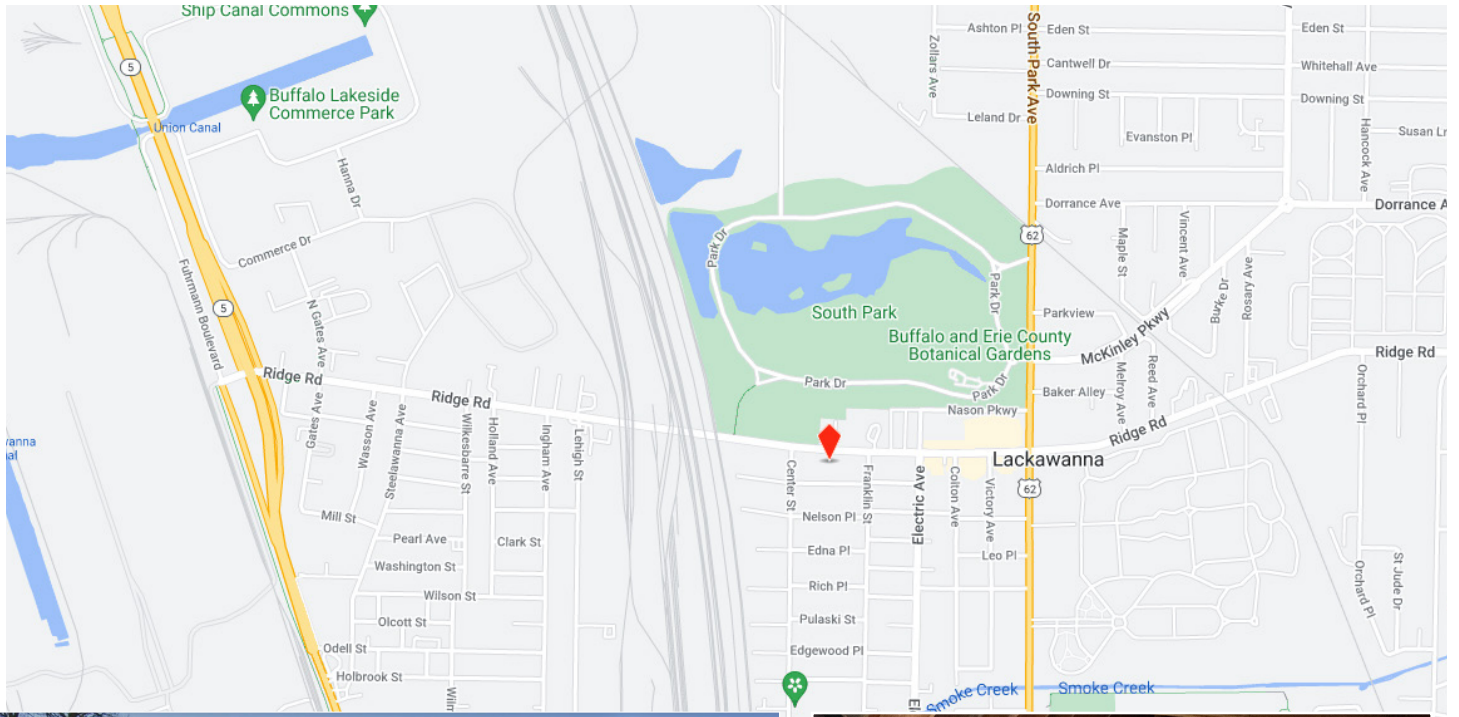 Ship Canal Commons
5
Buffalo Lakeside
Commerce Park
Union Canal
Hanna Dr
Commerce Dr
Fuhrmann Boulevard
5
N Gates Ave
Ridge Rd
Ridge Rd
Gates Ave
Wasson Ave
Steelawanna Ave
Wilkesbarre St
Holland Ave
Ingham Ave
Lehigh St
Mill St
Pearl Ave
Clark St
Washington St
Wilson St
Olcott St
Odell St
Holbrook St
Wilm
wanna
al
Park Dr
Park Dr
South Park
Buffalo and Erie County
Botanical Gardens
Park Dr
Park Dr
Nason Pkwy
Center St
Franklin St
Electric Ave
Colton Ave
Victory Ave
Lackawanna
62
Nelson Pl
Edna Pl
Leo Pl
Rich Pl
Pulaski St
Edgewood Pl
Ele
Smoke Creek
Smoke Creek
South Park Ave
Zollars Ave
Ashton Pl
Eden St
Eden St
Cantwell Dr
Whitehall Ave
Downing St
Downing St
Leland Dr
Evanston Pl
Hancock Ave
Susan Ln
Aldrich Pl
Dorrance Ave
Dorrance A
62
Maple St
Vincent Ave
Burke Dr
Rosary Ave
Parkview
McKinley Pkwy
Ridge Rd
Baker Alley
Melroy Ave
Reed Ave
Ridge Rd
Orchard Pl
Orchard Pl
St Jude Dr